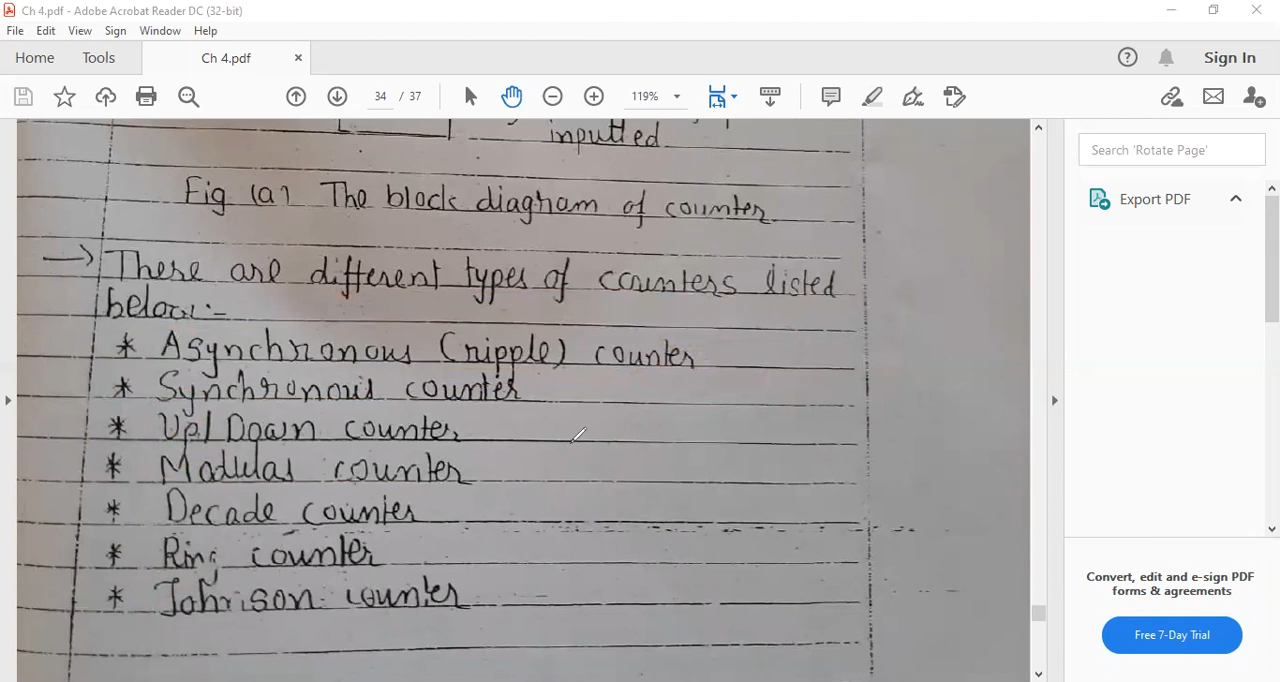 Ch 4.pdf - Adobe Acrobat Reader DC (32-bit)
File Edit View Sign Window Help
Home Tools Ch 4.pdf × Sign In
34 / 37 119%
inputted
Fig (a) The block diagram of counter.
→ There are different types of counters listed
below:-
* Asynchronous (ripple) counter
* Synchronous counter
* Up/Down counter
* Modulas counter
* Decade counter
* Ring counter
* Johnson counter
Search 'Rotate Page'
Export PDF
Convert, edit and e-sign PDF
forms & agreements
Free 7-Day Trial